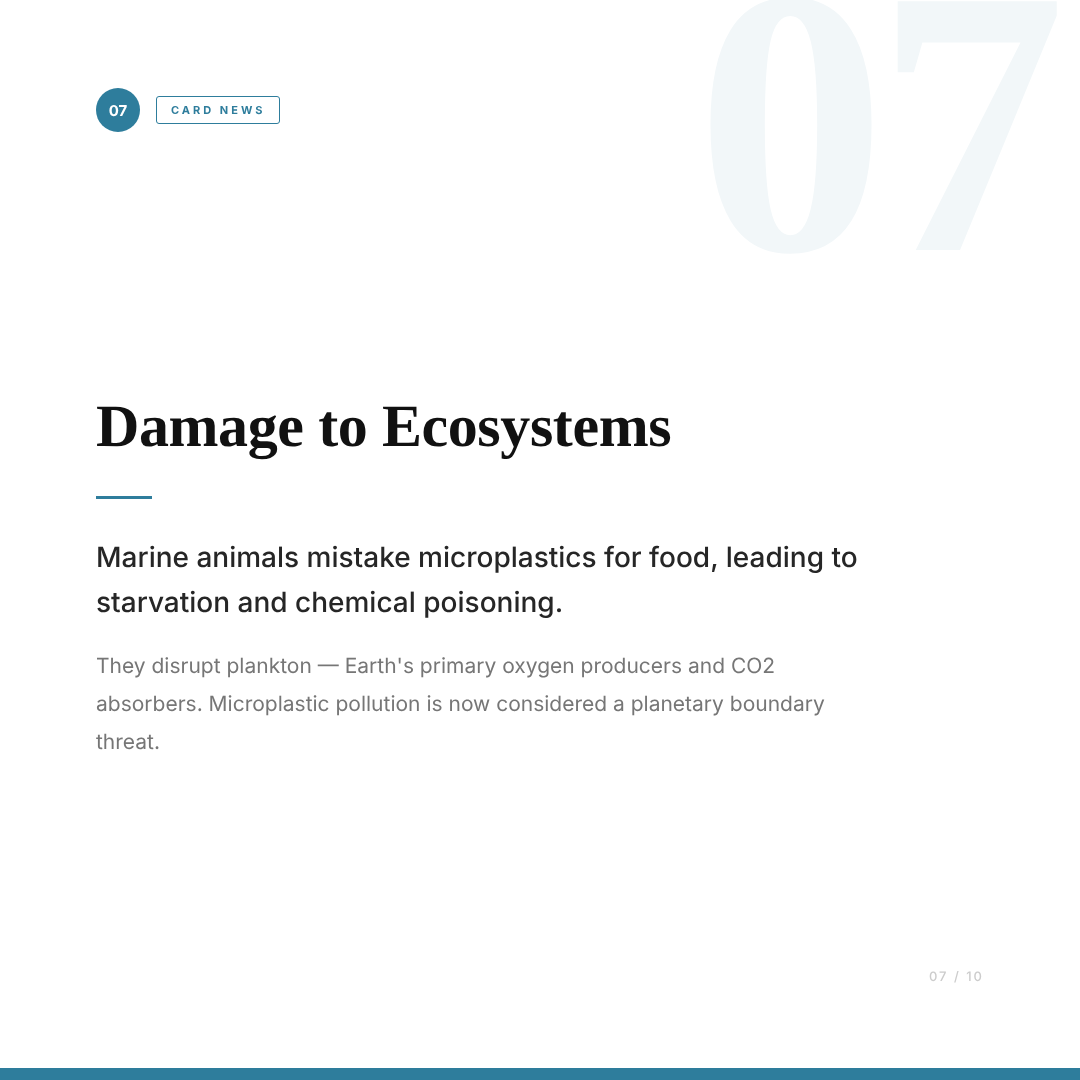 07
07
CARD NEWS
Damage to Ecosystems
Marine animals mistake microplastics for food, leading to
starvation and chemical poisoning.
They disrupt plankton — Earth's primary oxygen producers and CO2
absorbers. Microplastic pollution is now considered a planetary boundary
threat.
07 / 10